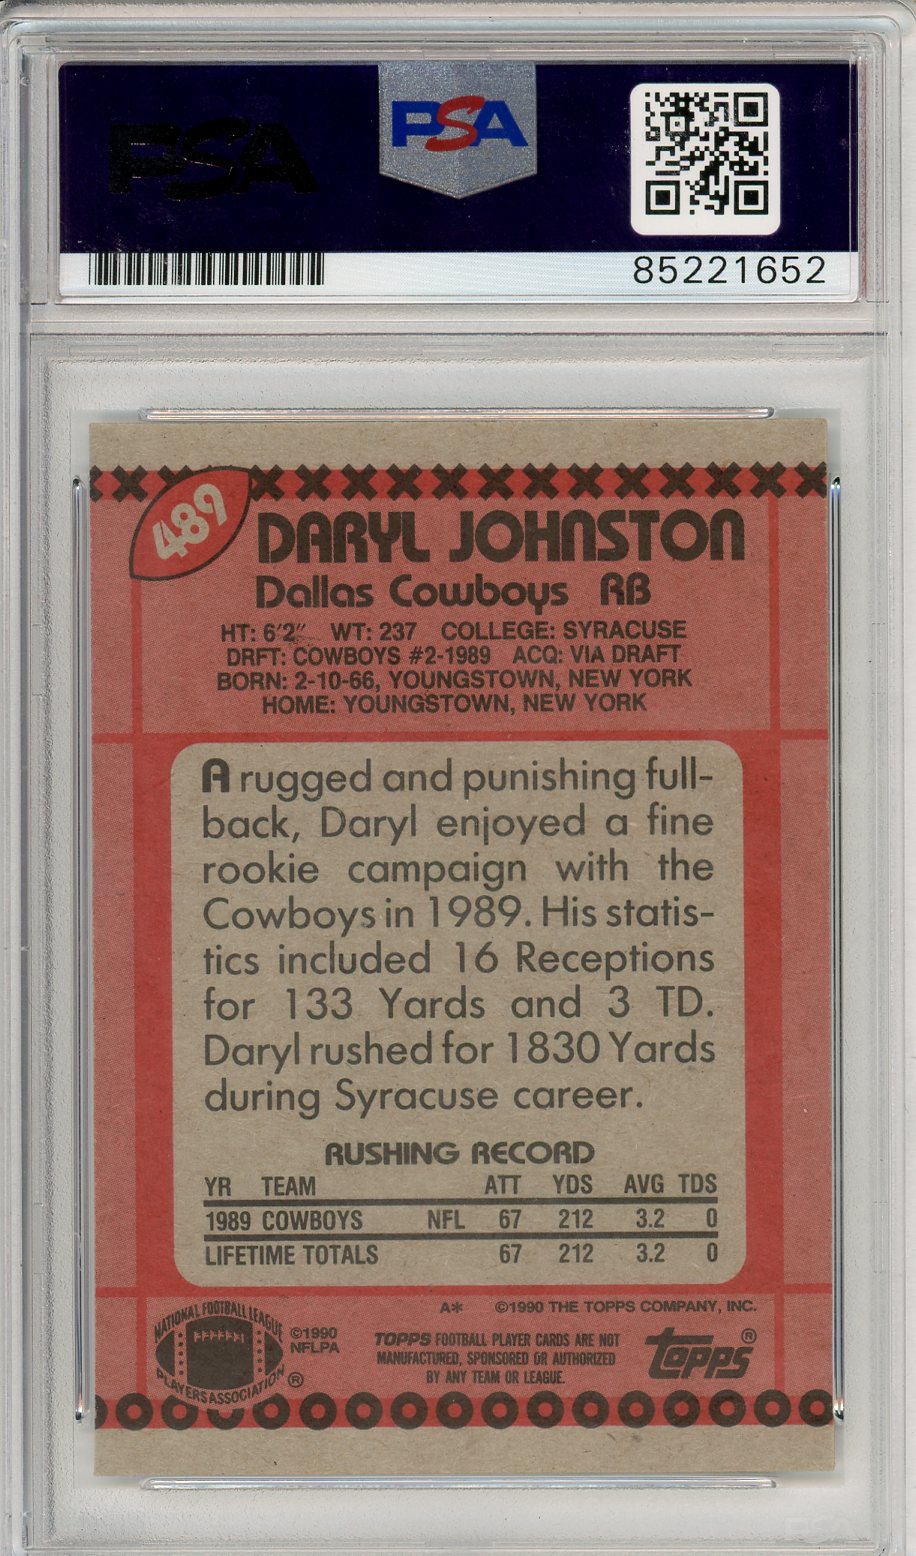 PSA
PSA
85221652
489
DARYL JOHNSTON
Dallas Cowboys RB
HT: 6'2" WT: 237 COLLEGE: SYRACUSE
DRFT: COWBOYS #2-1989 ACQ: VIA DRAFT
BORN: 2-10-66, YOUNGSTOWN, NEW YORK
HOME: YOUNGSTOWN, NEW YORK
A rugged and punishing full-
back, Daryl enjoyed a fine
rookie campaign with the
Cowboys in 1989. His statis-
tics included 16 Receptions
for 133 Yards and 3 TD.
Daryl rushed for 1830 Yards
during Syracuse career.
RUSHING RECORD
YR TEAM ATT YDS AVG TDS
1989 COWBOYS NFL 67 212 3.2 0
LIFETIME TOTALS 67 212 3.2 0
A* ©1990 THE TOPPS COMPANY, INC.
NATIONAL FOOTBALL LEAGUE
PLAYERS ASSOCIATION ®
©1990
NFLPA
TOPPS FOOTBALL PLAYER CARDS ARE NOT
MANUFACTURED, SPONSORED OR AUTHORIZED
BY ANY TEAM OR LEAGUE.
Topps ®